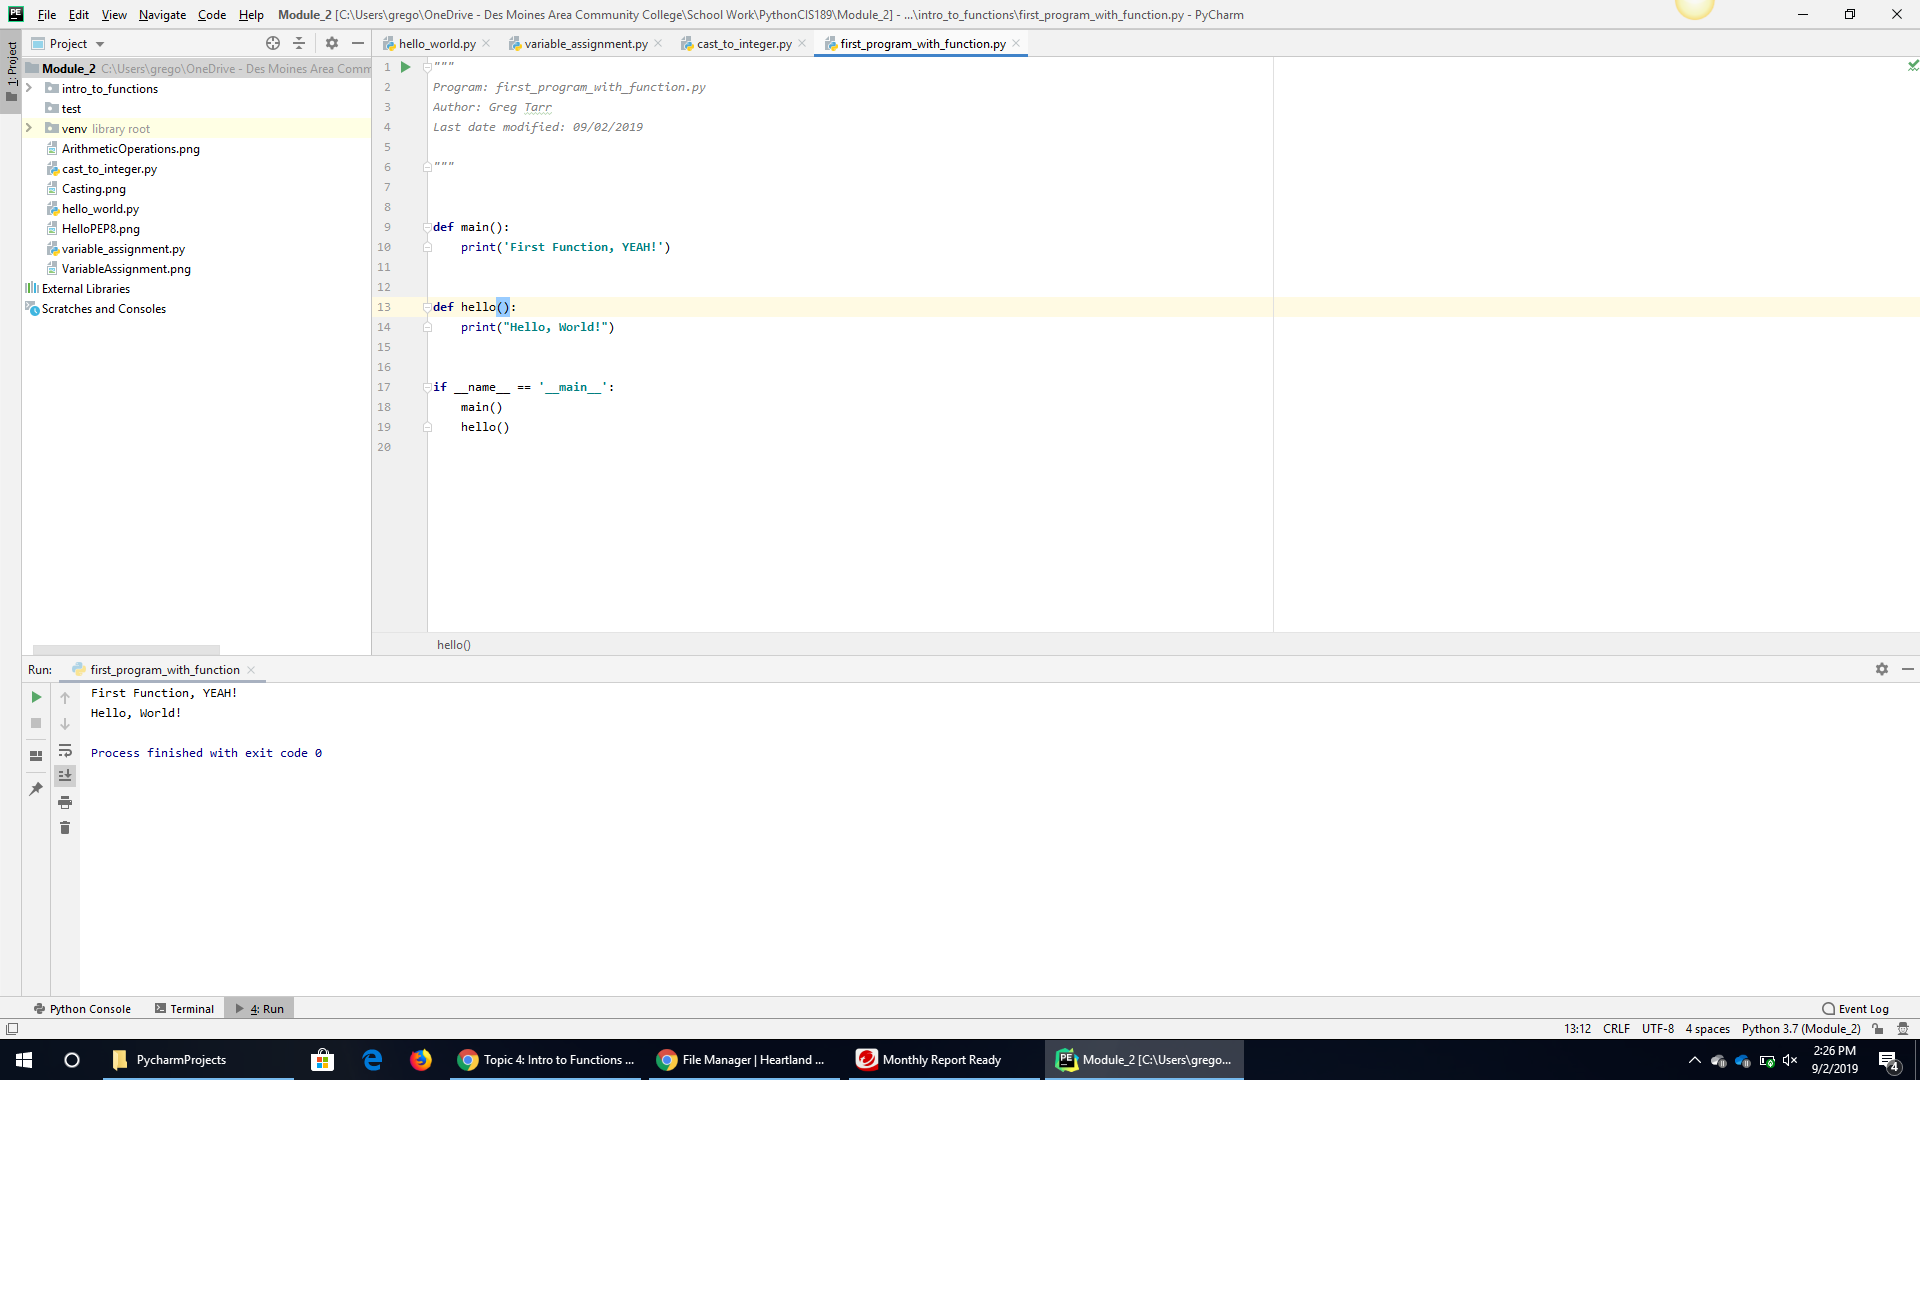 File Edit View Navigate Code Help Module_2 [C:\Users\grego\OneDrive - Des Moines Area Community College\School Work\PythonCIS189\Module_2] - ...\intro_to_functions\first_program_with_function.py - PyCharm
1: Project
Project
hello_world.py
variable_assignment.py
cast_to_integer.py
first_program_with_function.py
Module_2 C:\Users\grego\OneDrive - Des Moines Area Comm
intro_to_functions
test
venv library root
ArithmeticOperations.png
cast_to_integer.py
Casting.png
hello_world.py
HelloPEP8.png
variable_assignment.py
VariableAssignment.png
External Libraries
Scratches and Consoles
1 """
2 Program: first_program_with_function.py
3 Author: Greg Tarr
4 Last date modified: 09/02/2019
5
6 """
7
8
9 def main():
10 print('First Function, YEAH!')
11
12
13 def hello():
14 print("Hello, World!")
15
16
17 if __name__ == '__main__':
18 main()
19 hello()
20
hello()
Run: first_program_with_function
First Function, YEAH!
Hello, World!
Process finished with exit code 0
Python Console Terminal 4: Run Event Log
13:12 CRLF UTF-8 4 spaces Python 3.7 (Module_2)
PycharmProjects
Topic 4: Intro to Functions ...
File Manager | Heartland ...
Monthly Report Ready
Module_2 [C:\Users\grego...
2:26 PM
9/2/2019
4